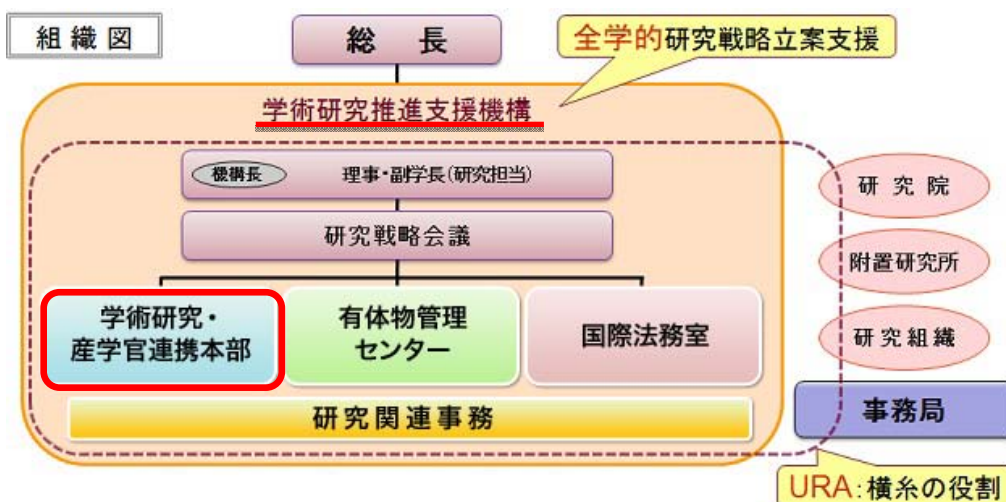 組織図
総長
全学的研究戦略立案支援
学術研究推進支援機構
機構長 理事・副学長(研究担当)
研究戦略会議
学術研究・
産学官連携本部
有体物管理
センター
国際法務室
研究関連事務
研究院
附置研究所
研究組織
事務局
URA:横糸の役割